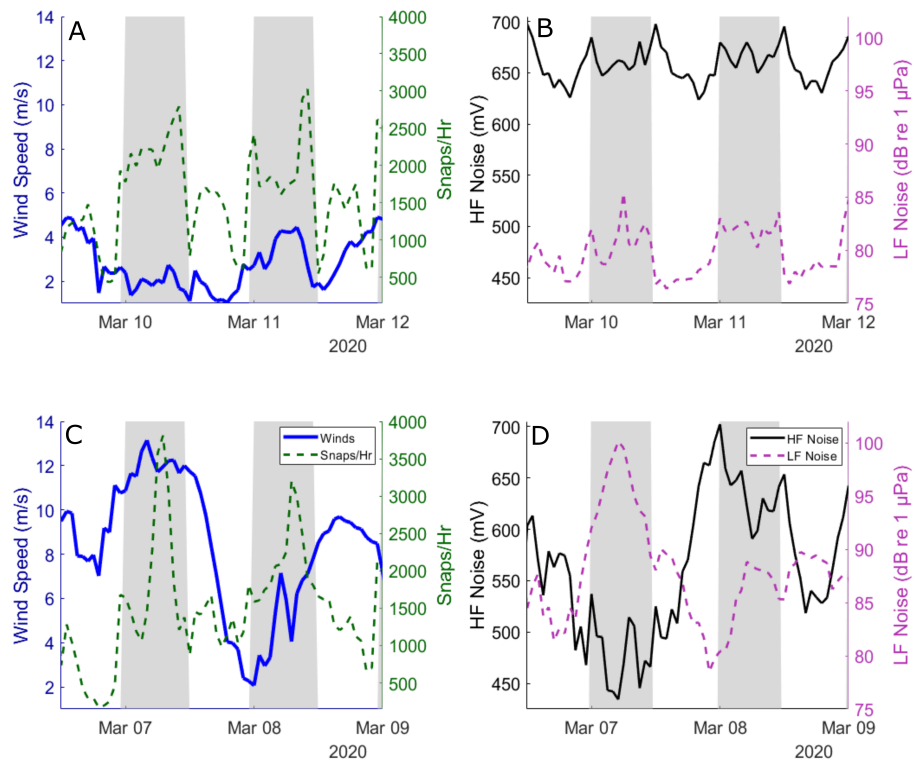 A
14
12
10
8
6
4
2
Wind Speed (m/s)
4000
3500
3000
2500
2000
1500
1000
500
Snaps/Hr
Mar 10
Mar 11
Mar 12
2020
B
700
650
600
550
500
450
HF Noise (mV)
100
95
90
85
80
75
LF Noise (dB re 1 µPa)
Mar 10
Mar 11
Mar 12
2020
C
14
12
10
8
6
4
2
Wind Speed (m/s)
Winds
Snaps/Hr
4000
3500
3000
2500
2000
1500
1000
500
Snaps/Hr
Mar 07
Mar 08
Mar 09
2020
D
700
650
600
550
500
450
HF Noise (mV)
HF Noise
LF Noise
100
95
90
85
80
75
LF Noise (dB re 1 µPa)
Mar 07
Mar 08
Mar 09
2020